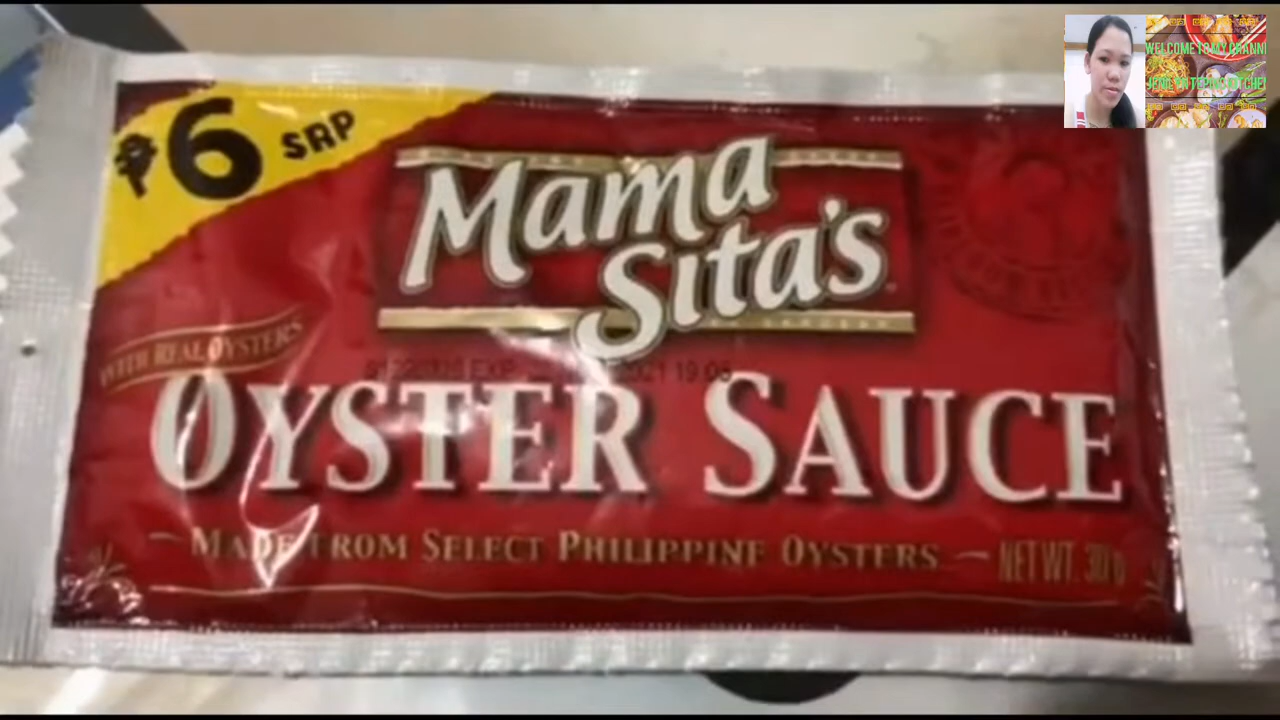 ₱6 SRP
Mama
Sita's
WITH REAL OYSTERS
OYSTER SAUCE
MADE FROM SELECT PHILIPPINE OYSTERS
NET WT. 30 g
WELCOME TO MY